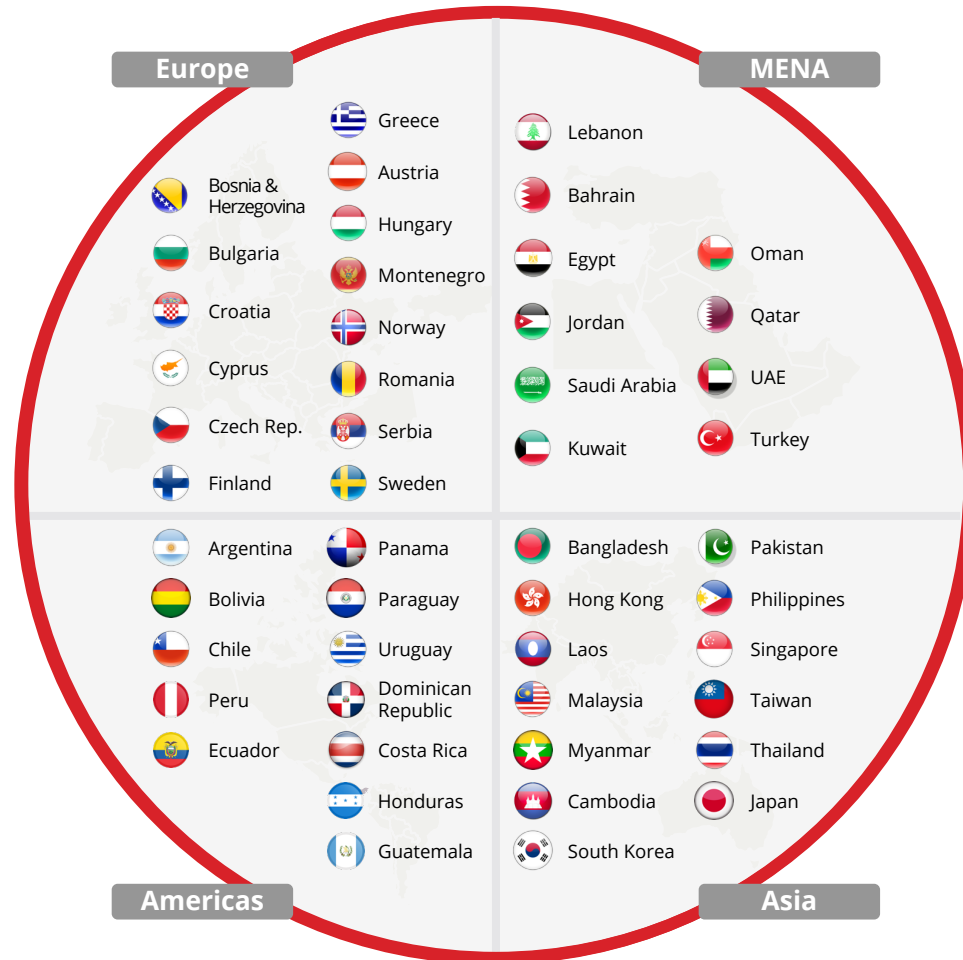 Europe
Greece
Austria
Bosnia &
Herzegovina
Hungary
Bulgaria
Montenegro
Croatia
Norway
Cyprus
Romania
Czech Rep.
Serbia
Finland
Sweden
MENA
Lebanon
Bahrain
Egypt
Oman
Jordan
Qatar
Saudi Arabia
UAE
Kuwait
Turkey
Argentina
Panama
Bolivia
Paraguay
Chile
Uruguay
Peru
Dominican
Republic
Ecuador
Costa Rica
Honduras
Guatemala
Americas
Bangladesh
Pakistan
Hong Kong
Philippines
Laos
Singapore
Malaysia
Taiwan
Myanmar
Thailand
Cambodia
Japan
South Korea
Asia